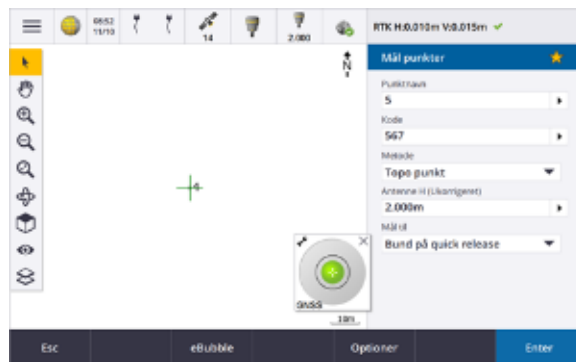 08:52
11/10
14
2.000
RTK H:0.010m V:0.015m
Mål punkter
Punktnavn
5
Kode
567
Metode
Topo punkt
Antenne H (Ukorrigeret)
2.000m
Mål til
Bund på quick release
N
GNSS
10m
Esc
eBubble
Optioner
Enter